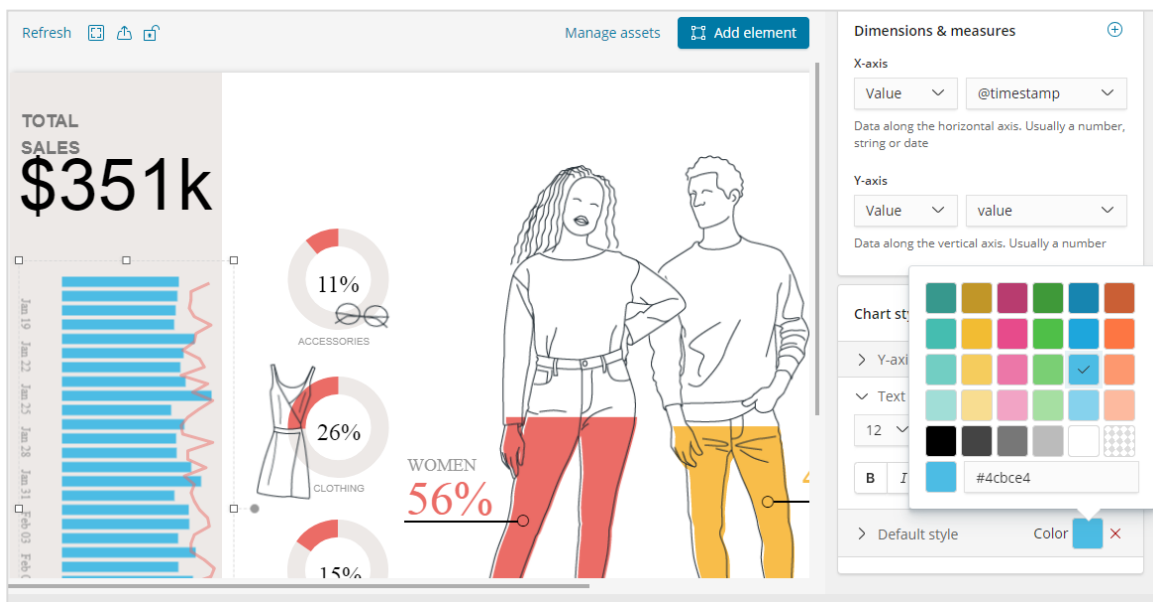 Refresh
Manage assets
Add element
TOTAL
SALES
$351k
Jan 19
Jan 22
Jan 25
Jan 28
Jan 31
Feb 03
Feb
11%
ACCESSORIES
26%
CLOTHING
15%
WOMEN
56%
Dimensions & measures
X-axis
Value
@timestamp
Data along the horizontal axis. Usually a number,
string or date
Y-axis
Value
value
Data along the vertical axis. Usually a number
Chart sty
Y-axi
Text
12
B I
#4cbce4
Default style
Color